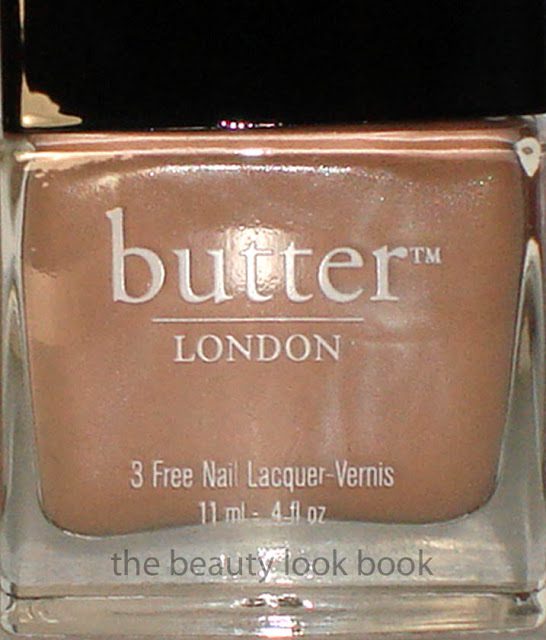 butter™
LONDON
3 Free Nail Lacquer-Vernis
11 ml - 4 fl oz
the beauty look book